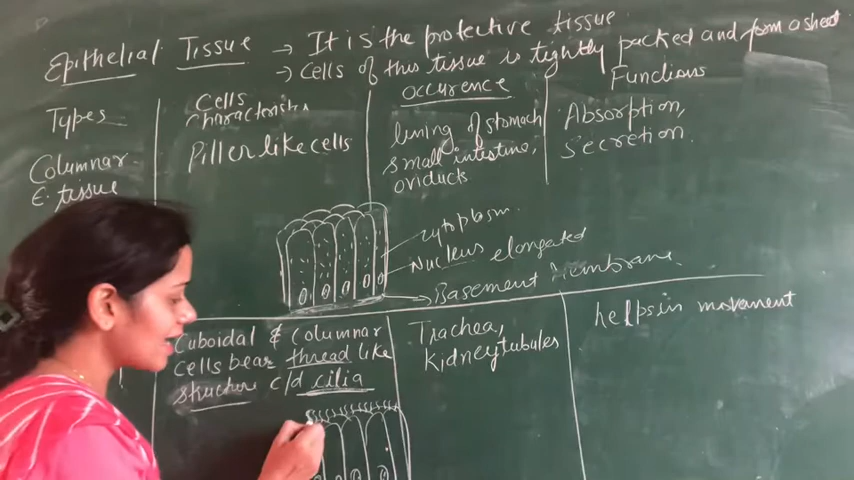 Epithelial Tissue → It is the protective tissue
→ Cells of this tissue is tightly packed and form a shed
Types
Cells
characteristics
occurence
Functions
Columnar
E. tissue
Piller like cells
lining of stomach
small intestine,
oviducts
Absorption,
Secretion.
cytoplasm
Nucleus elongated
Basement Membrane
Cuboidal & columnar
cells bear thread like
structure c/d cilia
Trachea,
kidney tubules
helps in movement